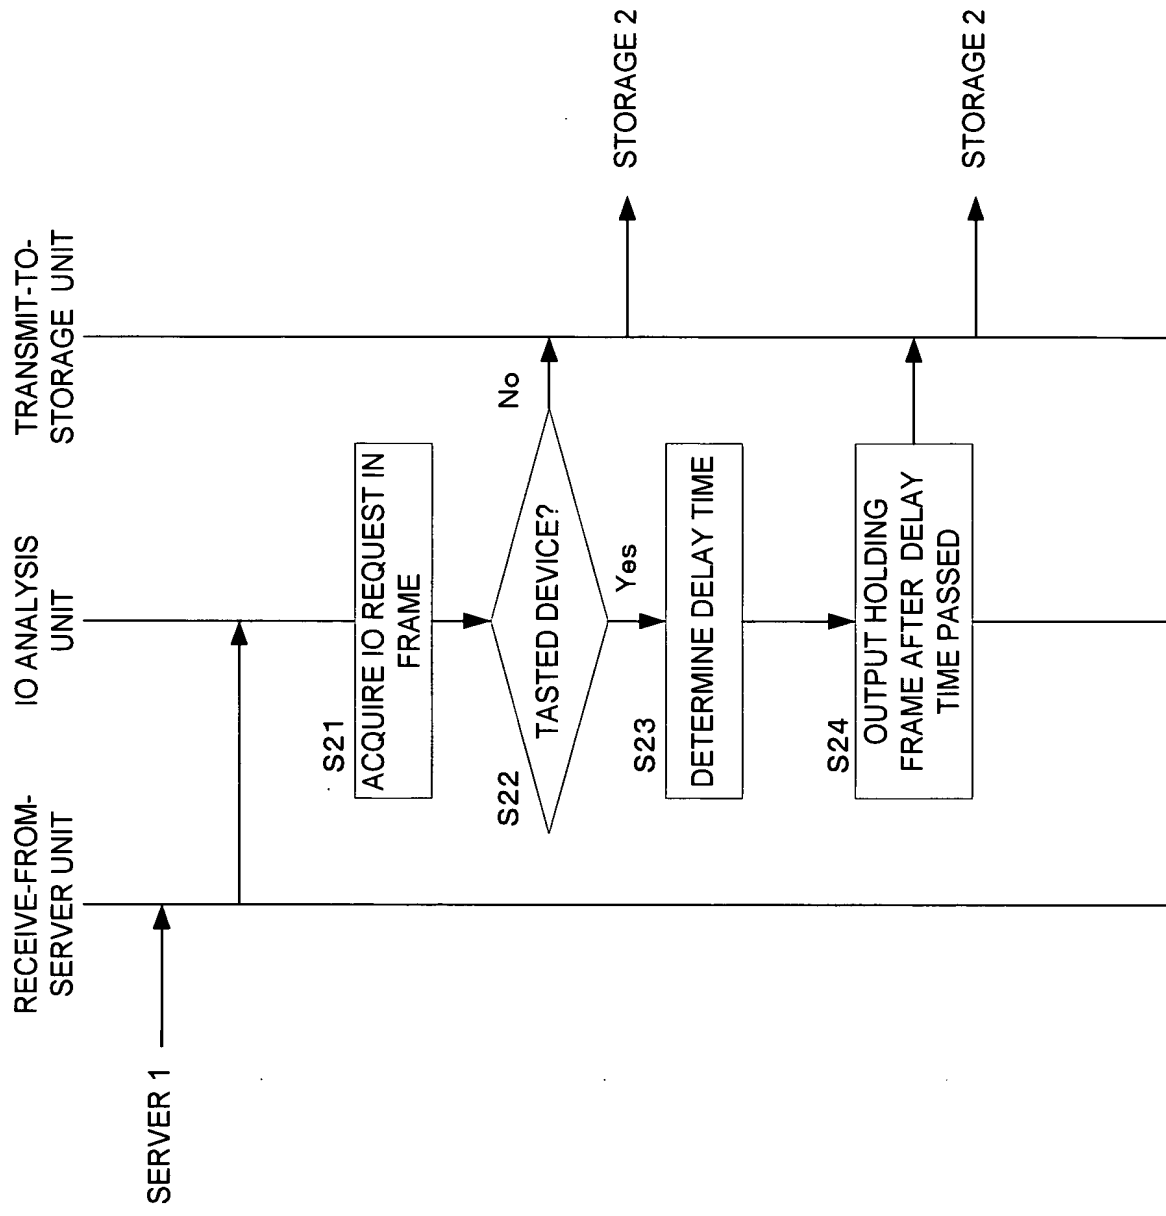 RECEIVE-FROM-
SERVER UNIT
IO ANALYSIS
UNIT
TRANSMIT-TO-
STORAGE UNIT
SERVER 1
S21
ACQUIRE IO REQUEST IN
FRAME
S22
TASTED DEVICE?
No
Yes
STORAGE 2
S23
DETERMINE DELAY TIME
S24
OUTPUT HOLDING
FRAME AFTER DELAY
TIME PASSED
STORAGE 2